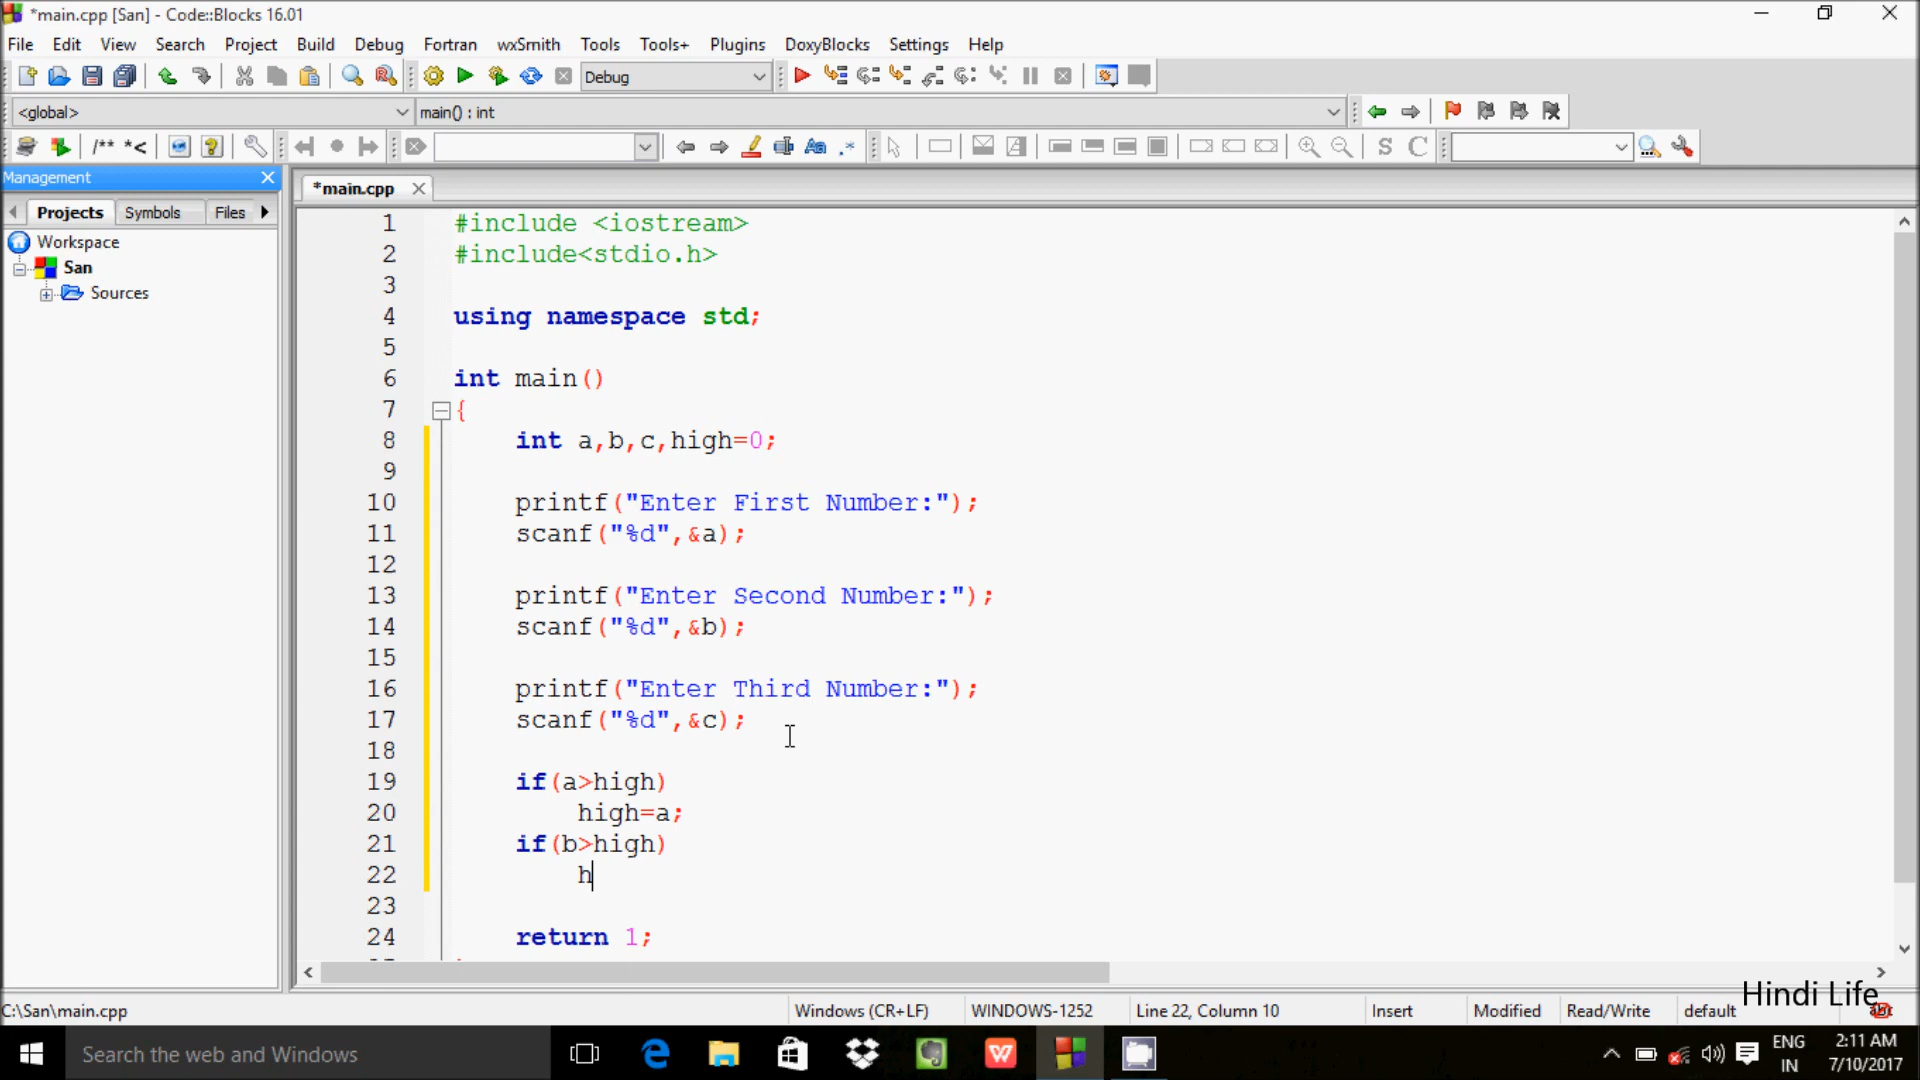 *main.cpp [San] - Code::Blocks 16.01
File Edit View Search Project Build Debug Fortran wxSmith Tools Tools+ Plugins DoxyBlocks Settings Help
Debug
<global> main() : int
/** *<
S C
Management
Projects Symbols Files
*main.cpp
Workspace
San
Sources
1 #include <iostream>
2 #include<stdio.h>
3
4 using namespace std;
5
6 int main()
7 {
8 int a,b,c,high=0;
9
10 printf("Enter First Number:");
11 scanf("%d",&a);
12
13 printf("Enter Second Number:");
14 scanf("%d",&b);
15
16 printf("Enter Third Number:");
17 scanf("%d",&c);
18
19 if(a>high)
20 high=a;
21 if(b>high)
22 h
23
24 return 1;
Hindi Life
C:\San\main.cpp Windows (CR+LF) WINDOWS-1252 Line 22, Column 10 Insert Modified Read/Write default
Search the web and Windows
ENG
IN
2:11 AM
7/10/2017